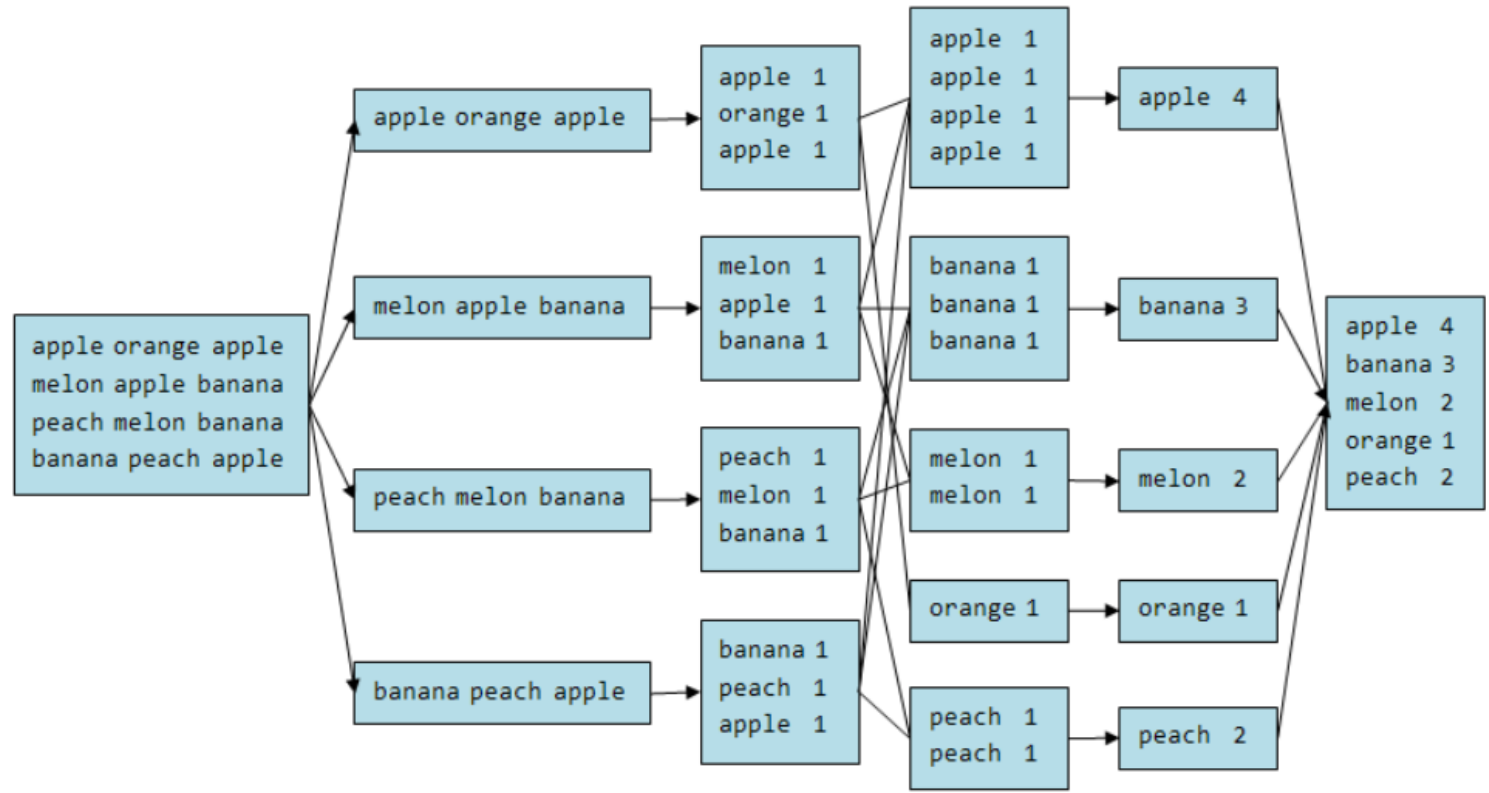 apple orange apple
melon apple banana
peach melon banana
banana peach apple
apple orange apple
melon apple banana
peach melon banana
banana peach apple
apple 1
orange 1
apple 1
melon 1
apple 1
banana 1
peach 1
melon 1
banana 1
banana 1
peach 1
apple 1
apple 1
apple 1
apple 1
apple 1
banana 1
banana 1
banana 1
melon 1
melon 1
orange 1
peach 1
peach 1
apple 4
banana 3
melon 2
orange 1
peach 2
apple 4
banana 3
melon 2
orange 1
peach 2